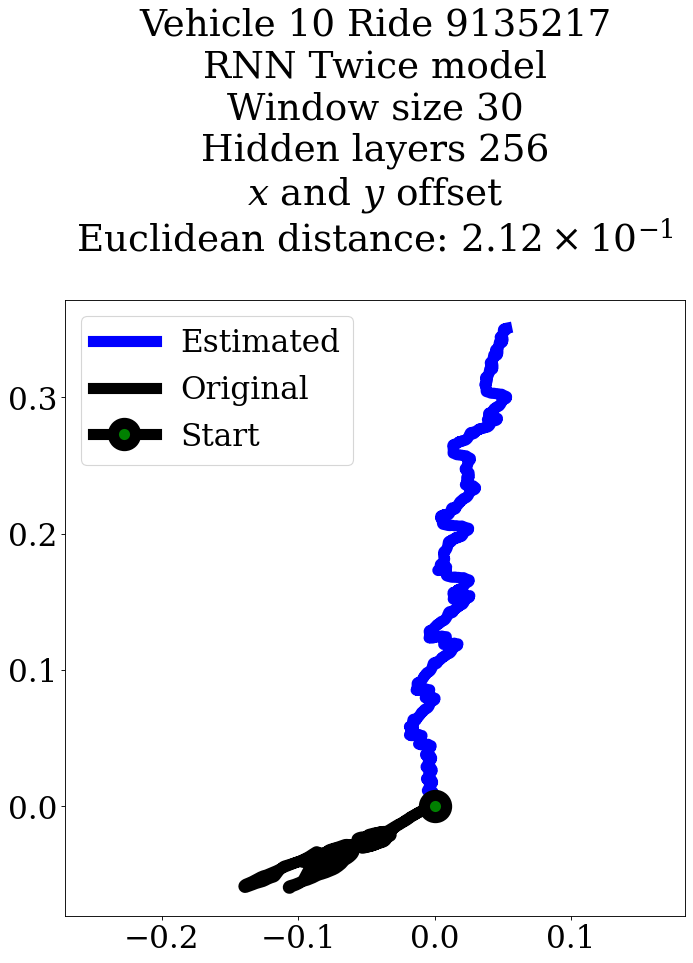 Vehicle 10 Ride 9135217
RNN Twice model
Window size 30
Hidden layers 256
x and y offset
Euclidean distance: 2.12 × 10⁻¹
Estimated
Original
Start
0.3
0.2
0.1
0.0
−0.2
−0.1
0.0
0.1